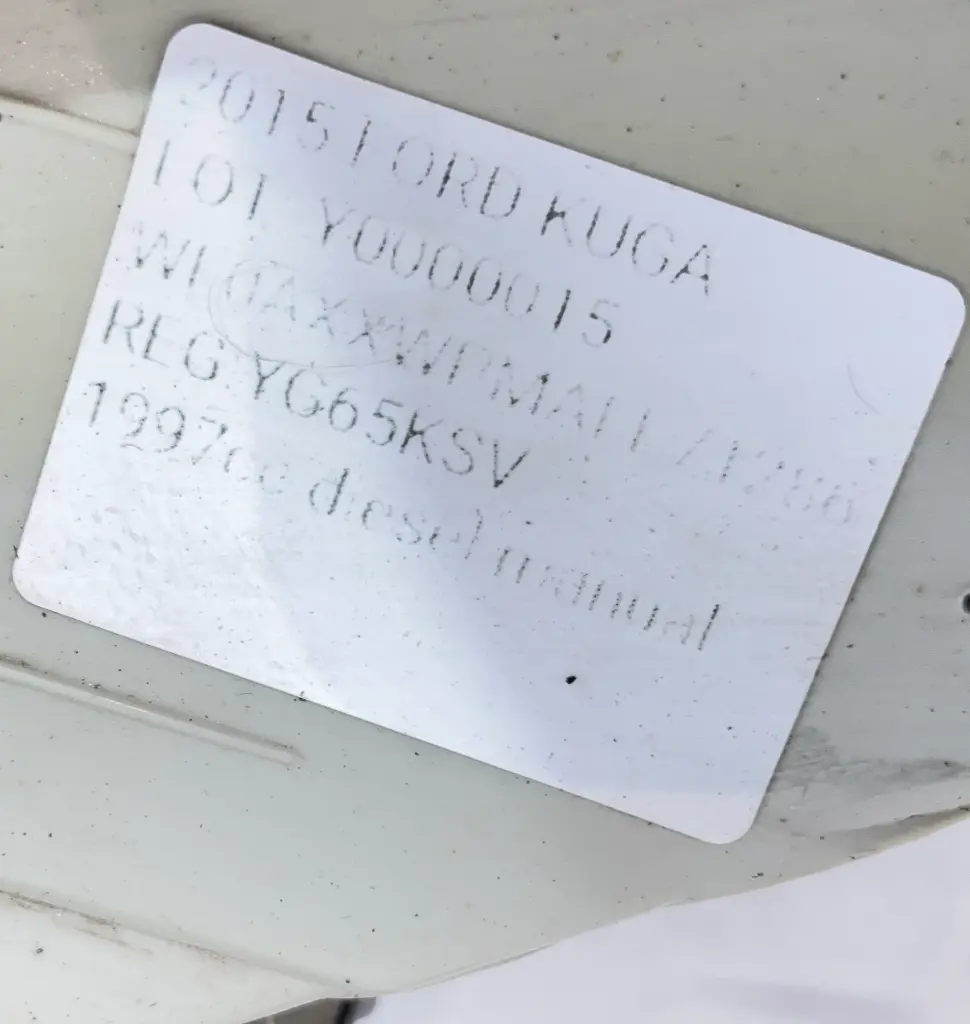 2015 FORD KUGA
LOT Y0000015
REG YG65KSV
1997cc diesel manual